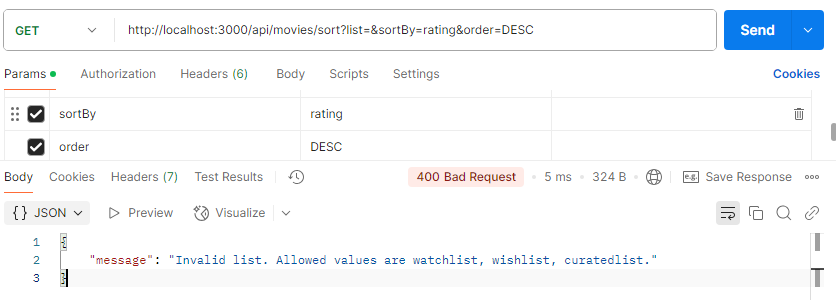 GET http://localhost:3000/api/movies/sort?list=&sortBy=rating&order=DESC Send
Params Authorization Headers (6) Body Scripts Settings Cookies
sortBy rating
order DESC
Body Cookies Headers (7) Test Results 400 Bad Request • 5 ms • 324 B • e.g. Save Response
{} JSON Preview Visualize
1 {
2 "message": "Invalid list. Allowed values are watchlist, wishlist, curatedlist."
3 }